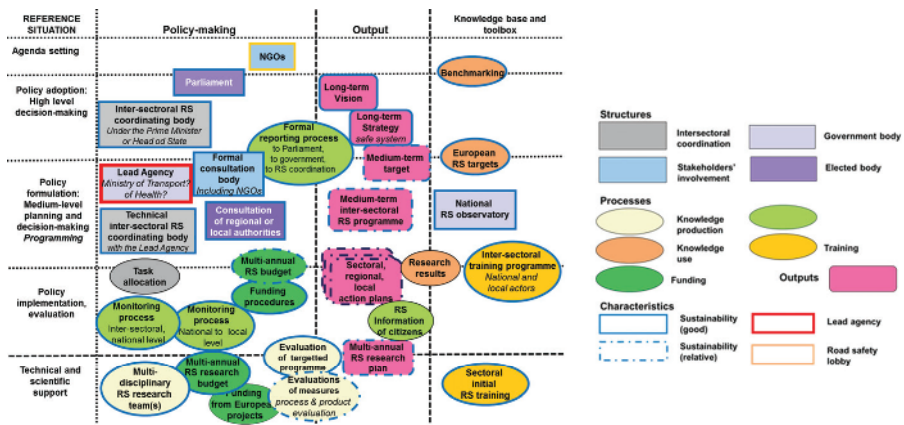 REFERENCE
SITUATION
Policy-making
Output
Knowledge base and
toolbox
Agenda setting
NGOs
Benchmarking
Policy adoption:
High level
decision-making
Parliament
Long-term
Vision
Inter-sectroral RS
coordinating body
Under the Prime Minister
or Head od State
Formal
reporting process
to Parliament,
to government,
to RS coordination
Long-term
Strategy
safe system
Medium-term
target
European
RS targets
Policy
formulation:
Medium-level
planning and
decision-making
Programming
Lead Agency
Ministry of Transport?
of Health?
Formal
consultation
body
Including NGOs
Technical
inter-sectoral RS
coordinating body
with the Lead Agency
Consultation
of regional or
local authorities
Medium-term
inter-sectoral
RS programme
National
RS observatory
Policy
implementation,
evaluation
Task
allocation
Multi-annual
RS budget
Funding
procedures
Sectoral,
regional,
local
action plans
Research
results
Inter-sectoral
training programme
National and
local actors
Monitoring
process
Inter-sectoral,
national level
Monitoring
process
National to local
level
RS
Information
of citizens
Technical and
scientific
support
Multi-
disciplinary
RS research
team(s)
Multi-annual
RS research
budget
Funding
from European
projects
Evaluation
of targetted
programme
Evaluations
of measures
process & product
evaluation
Multi-annual
RS research
plan
Sectoral
initial
RS training
Structures
Intersectoral
coordination
Government body
Stakeholders'
involvement
Elected body
Processes
Knowledge
production
Knowledge
use
Training
Funding
Outputs
Characteristics
Sustainability
(good)
Lead agency
Sustainability
(relative)
Road safety
lobby